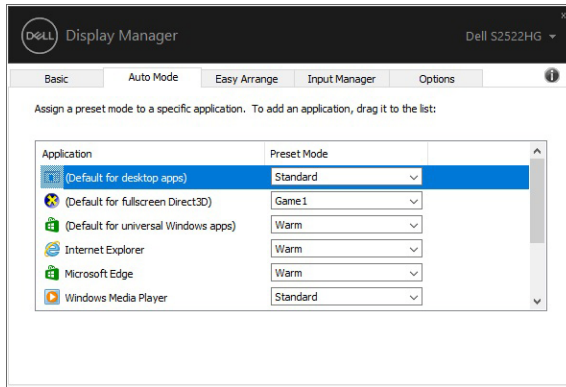 DELL Display Manager
Dell S2522HG
Basic Auto Mode Easy Arrange Input Manager Options
Assign a preset mode to a specific application. To add an application, drag it to the list:
Application Preset Mode
(Default for desktop apps) Standard
(Default for fullscreen Direct3D) Game1
(Default for universal Windows apps) Warm
Internet Explorer Warm
Microsoft Edge Warm
Windows Media Player Standard